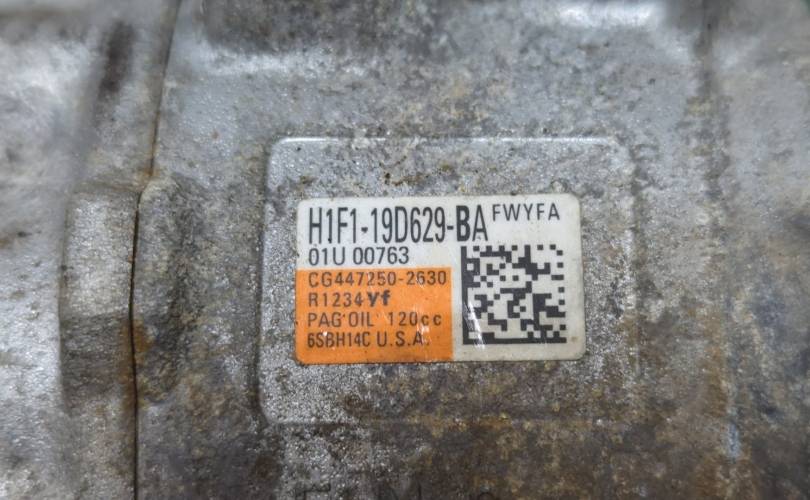 H1F1-19D629-BA FWYFA
01U 00763
CG447250-2630
R1234yf
PAG OIL 120cc
6SBH14C U.S.A.